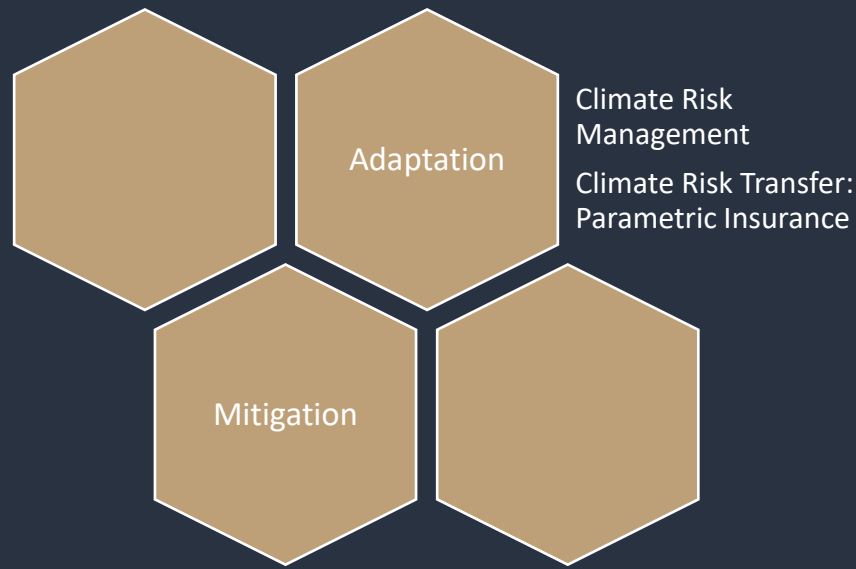 Adaptation
Climate Risk
Management
Climate Risk Transfer:
Parametric Insurance
Mitigation